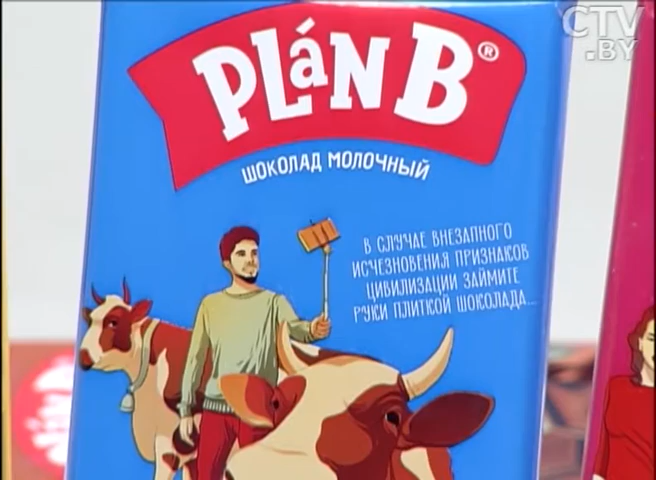 CTV
.BY
PLáN B®
ШОКОЛАД МОЛОЧНЫЙ
В СЛУЧАЕ ВНЕЗАПНОГО
ИСЧЕЗНОВЕНИЯ ПРИЗНАКОВ
ЦИВИЛИЗАЦИИ ЗАЙМИТЕ
РУКИ ПЛИТКОЙ ШОКОЛАДА...